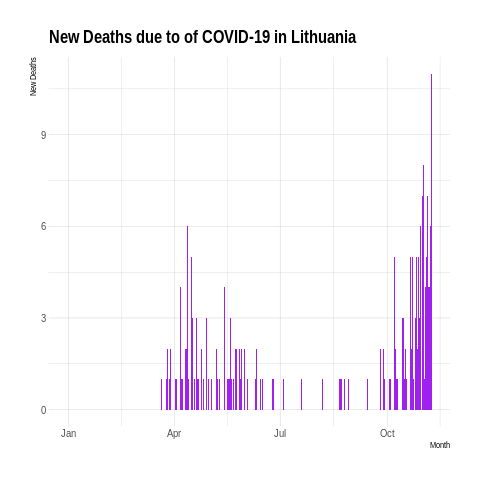 New Deaths due to of COVID-19 in Lithuania
New Deaths
9
6
3
0
Jan Apr Jul Oct
Month